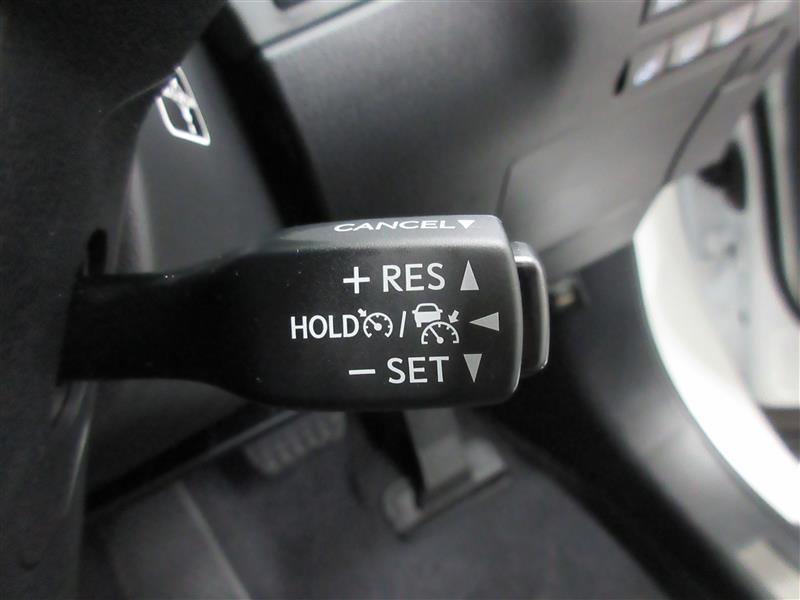 CANCEL▼
+ RES ▲
HOLD / ◀
− SET ▼